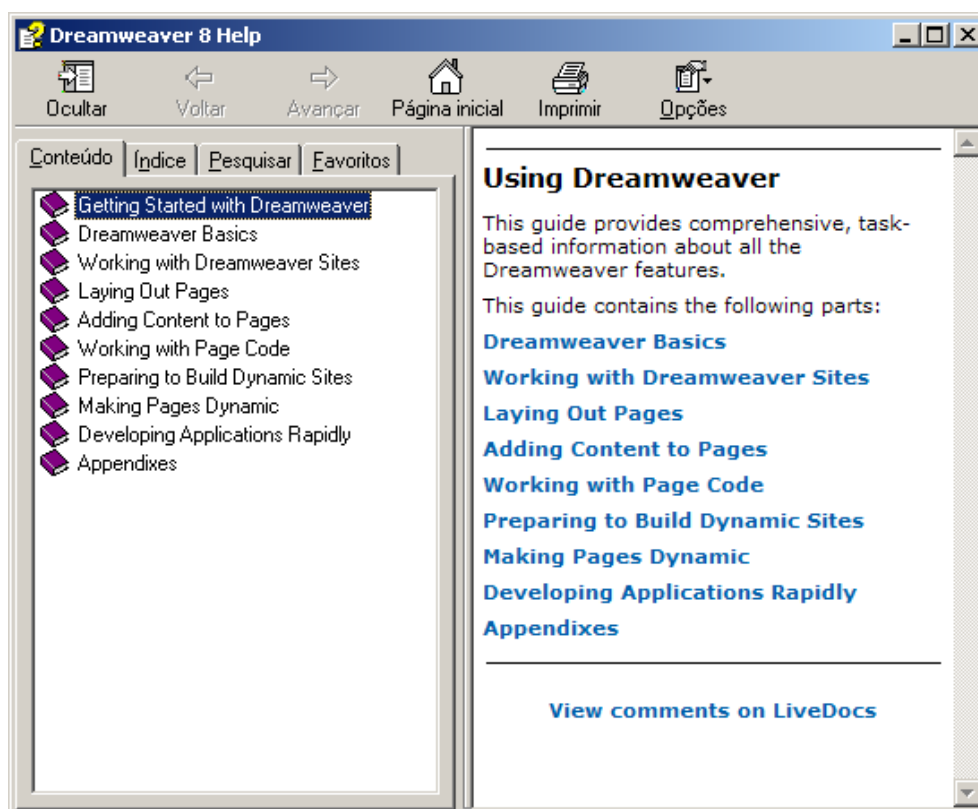 Dreamweaver 8 Help
Ocultar Voltar Avançar Página inicial Imprimir Opções
Conteúdo Índice Pesquisar Favoritos
Getting Started with Dreamweaver
Dreamweaver Basics
Working with Dreamweaver Sites
Laying Out Pages
Adding Content to Pages
Working with Page Code
Preparing to Build Dynamic Sites
Making Pages Dynamic
Developing Applications Rapidly
Appendixes
Using Dreamweaver
This guide provides comprehensive, task-
based information about all the
Dreamweaver features.
This guide contains the following parts:
Dreamweaver Basics
Working with Dreamweaver Sites
Laying Out Pages
Adding Content to Pages
Working with Page Code
Preparing to Build Dynamic Sites
Making Pages Dynamic
Developing Applications Rapidly
Appendixes
View comments on LiveDocs